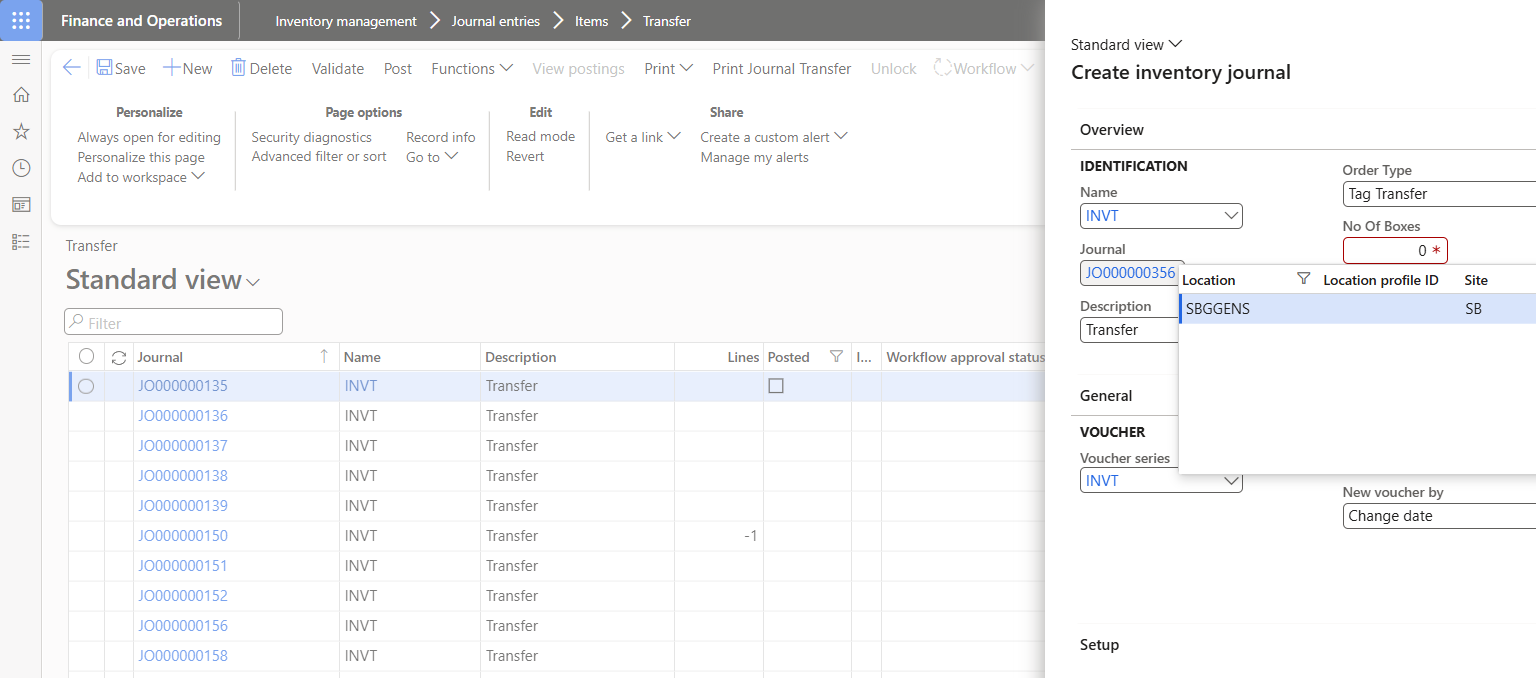 Finance and Operations
Inventory management Journal entries Items Transfer
Save New Delete Validate Post Functions View postings Print Print Journal Transfer Unlock Workflow
Personalize
Always open for editing
Personalize this page
Add to workspace
Page options
Security diagnostics Record info
Advanced filter or sort Go to
Edit
Read mode
Revert
Share
Get a link Create a custom alert
Manage my alerts
Transfer
Standard view
Filter
Journal Name Description Lines Posted I... Workflow approval status
JO000000135 INVT Transfer
JO000000136 INVT Transfer
JO000000137 INVT Transfer
JO000000138 INVT Transfer
JO000000139 INVT Transfer
JO000000150 INVT Transfer -1
JO000000151 INVT Transfer
JO000000152 INVT Transfer
JO000000156 INVT Transfer
JO000000158 INVT Transfer
Standard view
Create inventory journal
Overview
IDENTIFICATION
Name
INVT
Journal
JO000000356
Description
Transfer
Order Type
Tag Transfer
No Of Boxes
0 *
Location Location profile ID Site
SBGGENS SB
General
VOUCHER
Voucher series
INVT
New voucher by
Change date
Setup